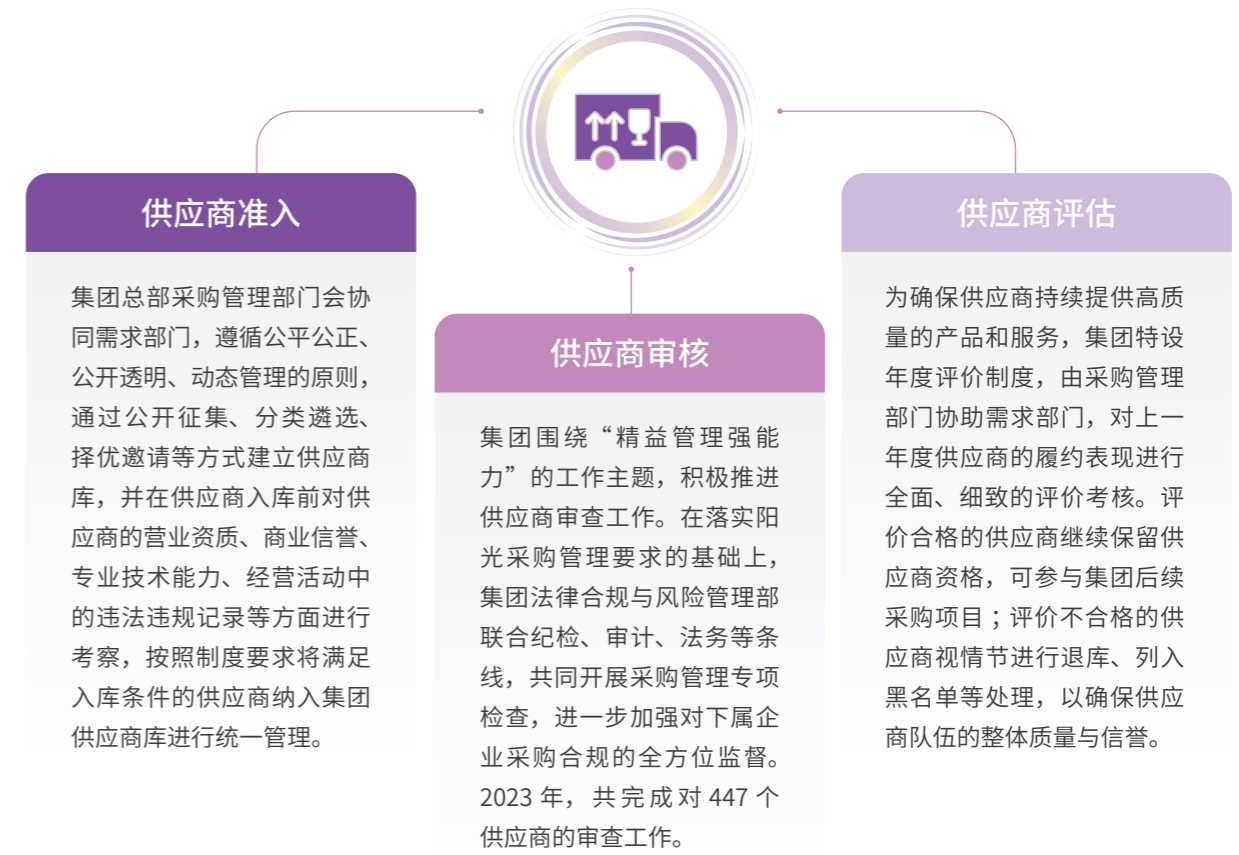 供应商准入
集团总部采购管理部门会协
同需求部门，遵循公平公正、
公开透明、动态管理的原则，
通过公开征集、分类遴选、
择优邀请等方式建立供应商
库，并在供应商入库前对供
应商的营业资质、商业信誉、
专业技术能力、经营活动中
的违法违规记录等方面进行
考察，按照制度要求将满足
入库条件的供应商纳入集团
供应商库进行统一管理。
供应商审核
集团围绕“精益管理强能
力”的工作主题，积极推进
供应商审查工作。在落实阳
光采购管理要求的基础上，
集团法律合规与风险管理部
联合纪检、审计、法务等条
线，共同开展采购管理专项
检查，进一步加强对下属企
业采购合规的全方位监督。
2023 年，共完成对 447 个
供应商的审查工作。
供应商评估
为确保供应商持续提供高质
量的产品和服务，集团特设
年度评价制度，由采购管理
部门协助需求部门，对上一
年度供应商的履约表现进行
全面、细致的评价考核。评
价合格的供应商继续保留供
应商资格，可参与集团后续
采购项目；评价不合格的供
应商视情节进行退库、列入
黑名单等处理，以确保供应
商队伍的整体质量与信誉。